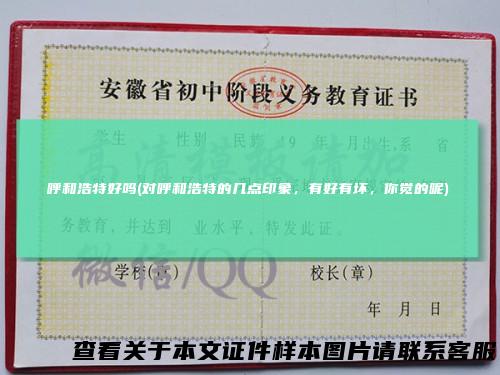 安徽省初中阶段义务教育证书
学生 性别 民族 19 年 月出生,系 省
呼和浩特好吗(对呼和浩特的几点印象，有好有坏，你觉的呢)
务教育，并达到 业水平，特发此证。
微信/QQ
学校(章) 校长(章)
年 月 日
查看关于本文证件样本图片请联系客服